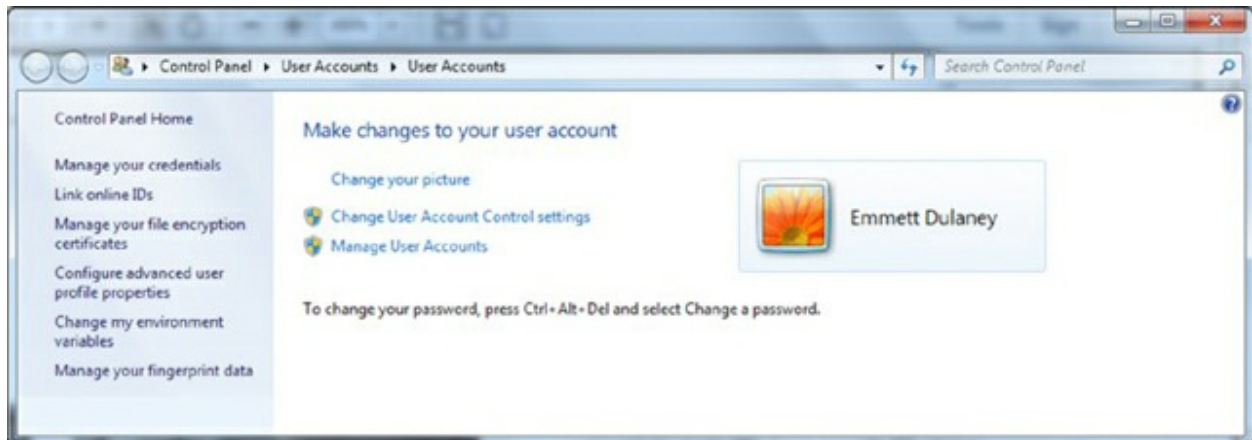 Control Panel ▸ User Accounts ▸ User Accounts
Search Control Panel
Control Panel Home
Manage your credentials
Link online IDs
Manage your file encryption
certificates
Configure advanced user
profile properties
Change my environment
variables
Manage your fingerprint data
Make changes to your user account
Change your picture
Change User Account Control settings
Manage User Accounts
Emmett Dulaney
To change your password, press Ctrl+Alt+Del and select Change a password.